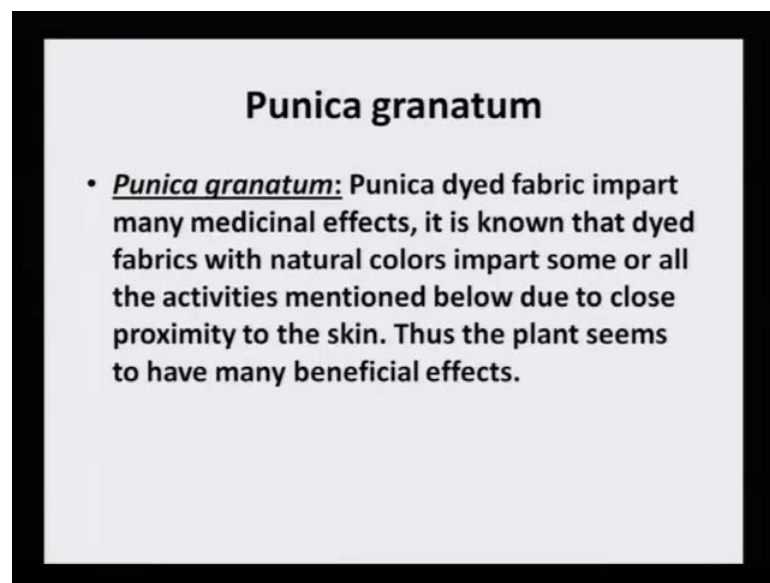 Punica granatum
• Punica granatum: Punica dyed fabric impart
many medicinal effects, it is known that dyed
fabrics with natural colors impart some or all
the activities mentioned below due to close
proximity to the skin. Thus the plant seems
to have many beneficial effects.